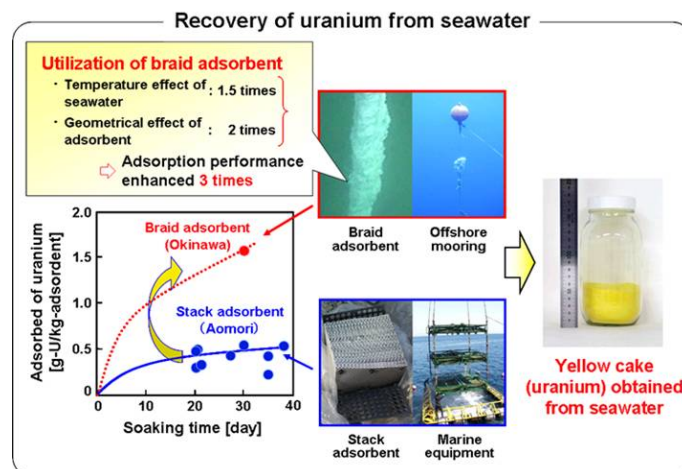 Recovery of uranium from seawater
Utilization of braid adsorbent
・Temperature effect of
seawater
: 1.5 times
・Geometrical effect of
adsorbent
: 2 times
⇨ Adsorption performance
enhanced 3 times
Braid
adsorbent
Offshore
mooring
Adsorbed of uranium
[g-U/kg-adsordent]
2.0
1.5
1.0
0.5
0
Braid adsorbent
(Okinawa)
Stack adsorbent
(Aomori)
0
10
20
30
40
Soaking time [day]
Stack
adsorbent
Marine
equipment
Yellow cake
(uranium) obtained
from seawater